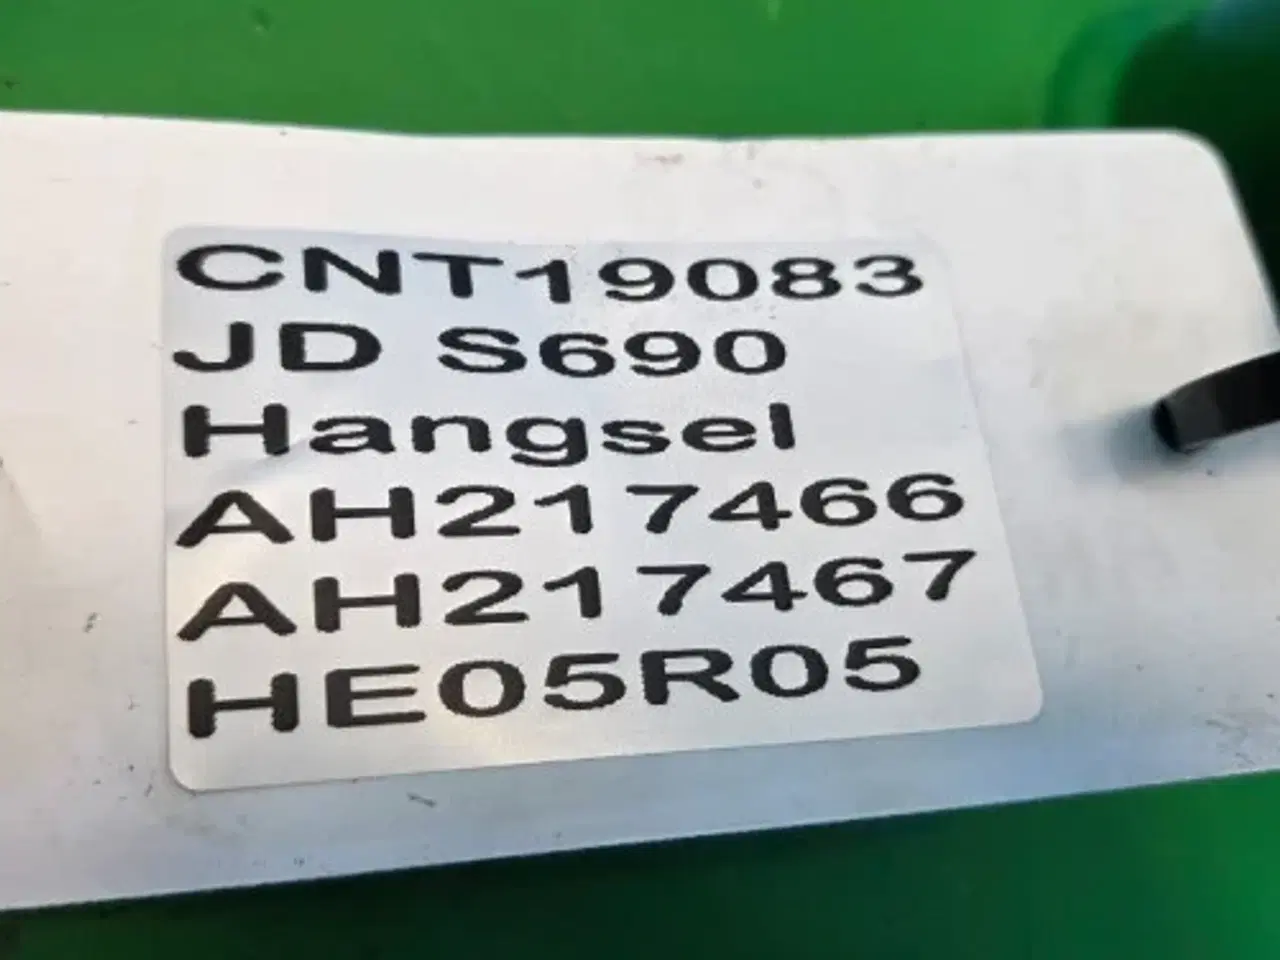 CNT19083
JD S690
Hangsel
AH217466
AH217467
HE05R05